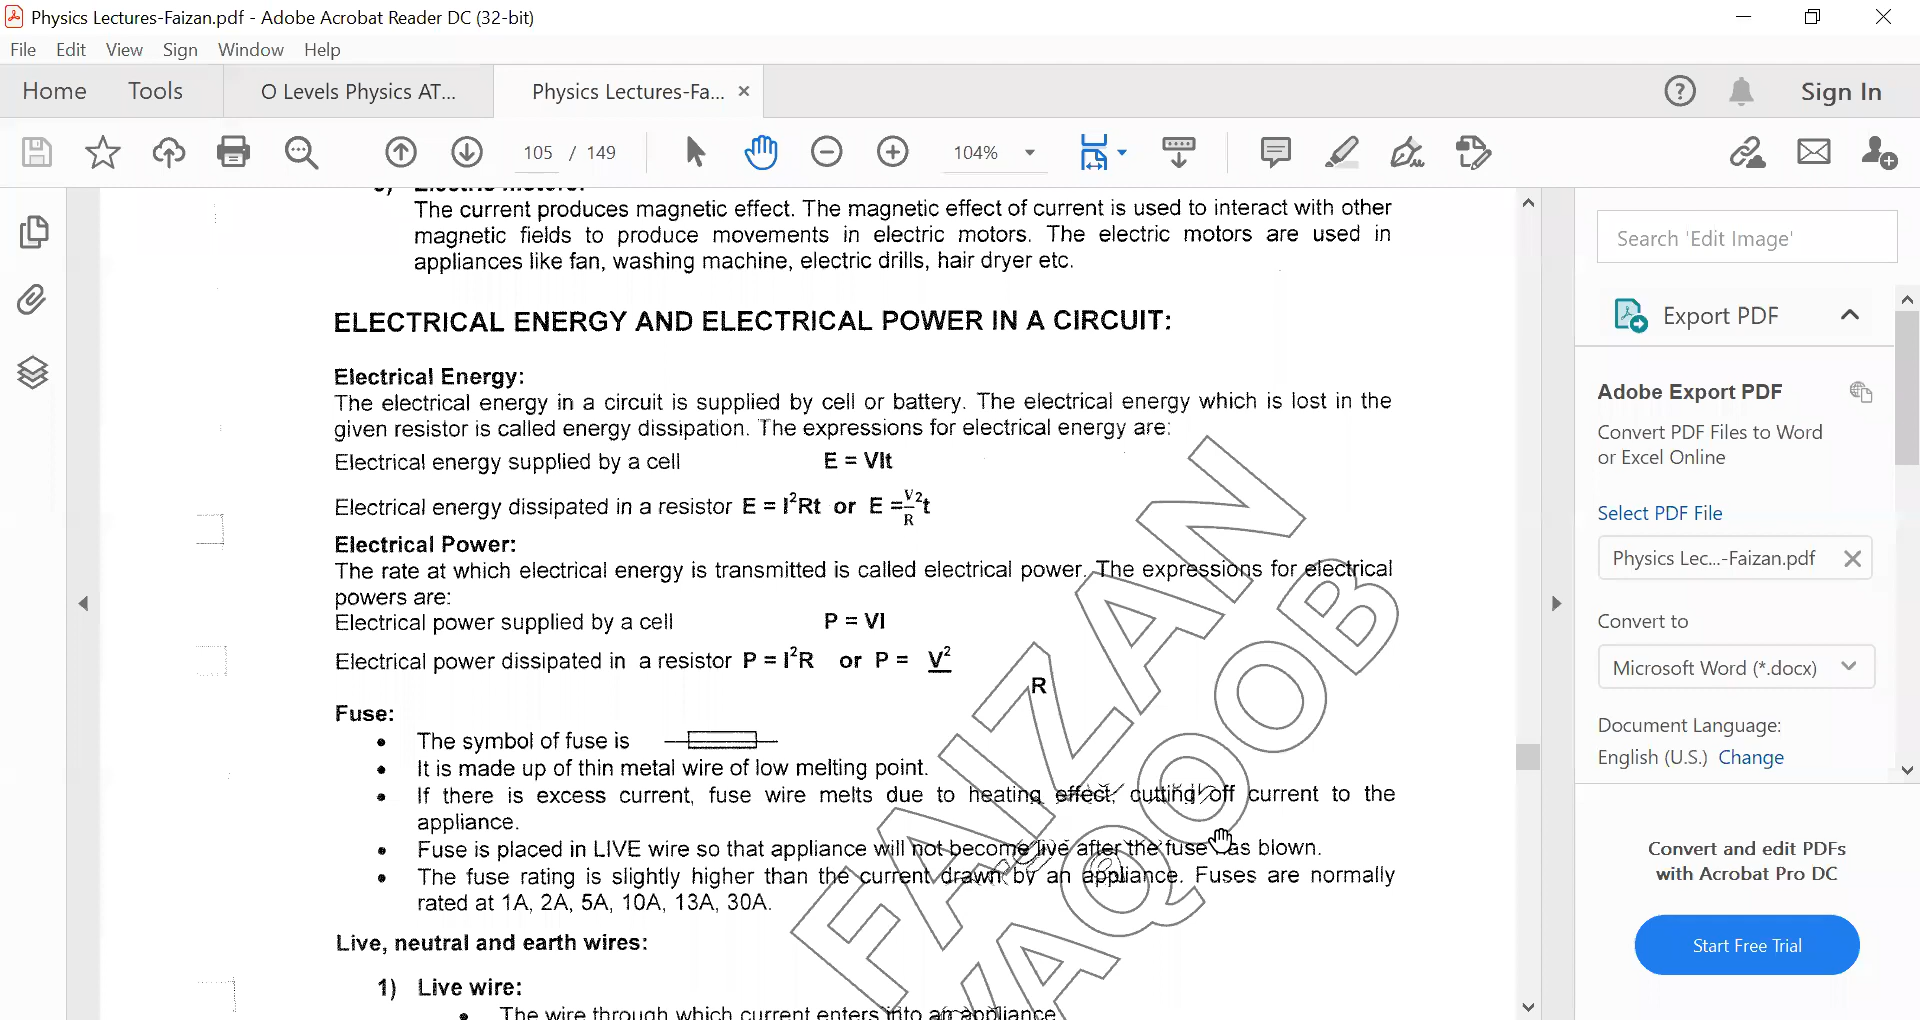 Physics Lectures-Faizan.pdf - Adobe Acrobat Reader DC (32-bit)
File Edit View Sign Window Help
Home Tools O Levels Physics AT... Physics Lectures-Fa... × ? Sign In
105 / 149 104%
The current produces magnetic effect. The magnetic effect of current is used to interact with other
magnetic fields to produce movements in electric motors. The electric motors are used in
appliances like fan, washing machine, electric drills, hair dryer etc.
ELECTRICAL ENERGY AND ELECTRICAL POWER IN A CIRCUIT:
Electrical Energy:
The electrical energy in a circuit is supplied by cell or battery. The electrical energy which is lost in the
given resistor is called energy dissipation. The expressions for electrical energy are:
Electrical energy supplied by a cell E = VIt
Electrical energy dissipated in a resistor E = I²Rt or E = V²/R t
Electrical Power:
The rate at which electrical energy is transmitted is called electrical power. The expressions for electrical
powers are:
Electrical power supplied by a cell P = VI
Electrical power dissipated in a resistor P = I²R or P = V²
R
Fuse:
• The symbol of fuse is
• It is made up of thin metal wire of low melting point.
• If there is excess current, fuse wire melts due to heating effect, cutting off current to the
appliance.
• Fuse is placed in LIVE wire so that appliance will not become live after the fuse has blown.
• The fuse rating is slightly higher than the current drawn by an appliance. Fuses are normally
rated at 1A, 2A, 5A, 10A, 13A, 30A.
Live, neutral and earth wires:
1) Live wire:
• The wire through which current enters into an appliance
FAIZAN
YAQOOB
Search 'Edit Image'
Export PDF
Adobe Export PDF
Convert PDF Files to Word
or Excel Online
Select PDF File
Physics Lec...-Faizan.pdf
Convert to
Microsoft Word (*.docx)
Document Language:
English (U.S.) Change
Convert and edit PDFs
with Acrobat Pro DC
Start Free Trial